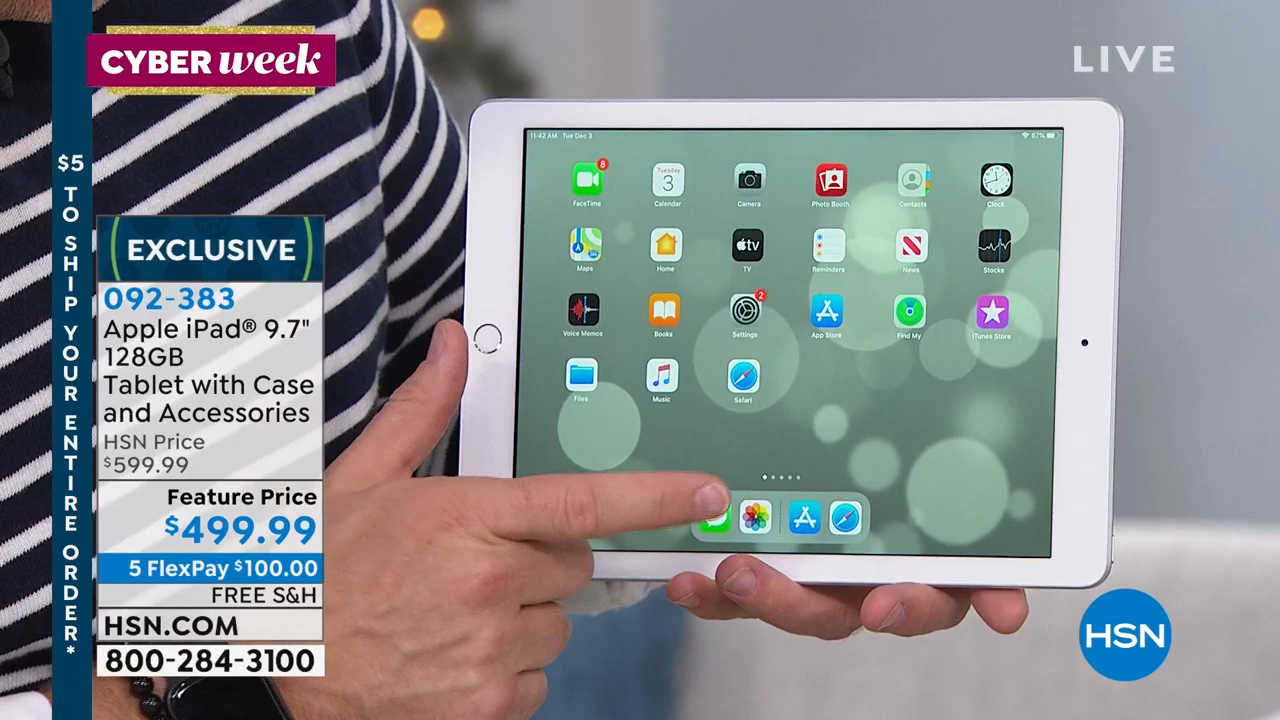 CYBER week
LIVE
$5 TO SHIP YOUR ENTIRE ORDER*
EXCLUSIVE
092-383
Apple iPad® 9.7"
128GB
Tablet with Case
and Accessories
HSN Price
$599.99
Feature Price
$499.99
5 FlexPay $100.00
FREE S&H
HSN.COM
800-284-3100
11:42 AM Tue Dec 3
67%
8
FaceTime
Tuesday
3
Calendar
Camera
Photo Booth
Contacts
Clock
Maps
Home
tv
TV
Reminders
News
Stocks
Voice Memos
Books
2
Settings
App Store
Find My
iTunes Store
Files
Music
Safari
HSN